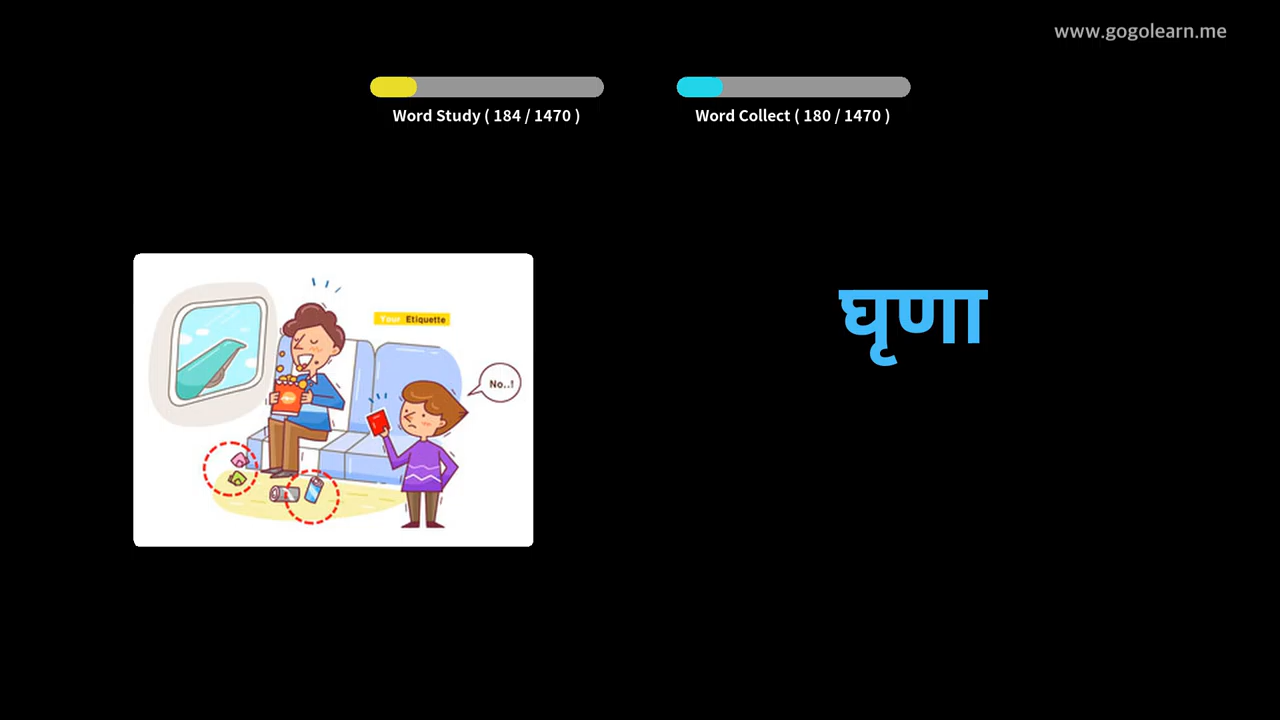 www.gogolearn.me
Word Study ( 184 / 1470 )
Word Collect ( 180 / 1470 )
Your Etiquette
No..!
घृणा